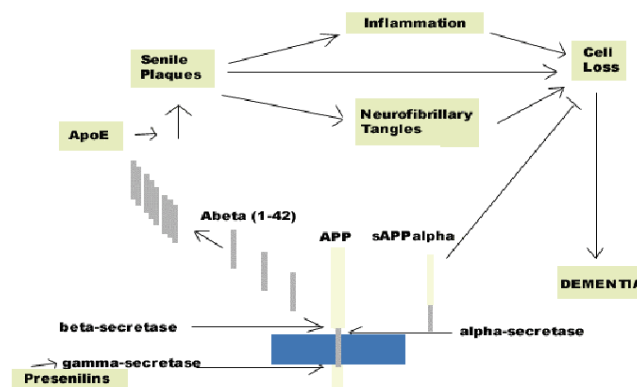 Inflammation
Senile
Plaques
Cell
Loss
Neurofibrillary
Tangles
ApoE
Abeta (1-42)
APP
sAPPalpha
DEMENTIA
beta-secretase
alpha-secretase
gamma-secretase
Presenilins